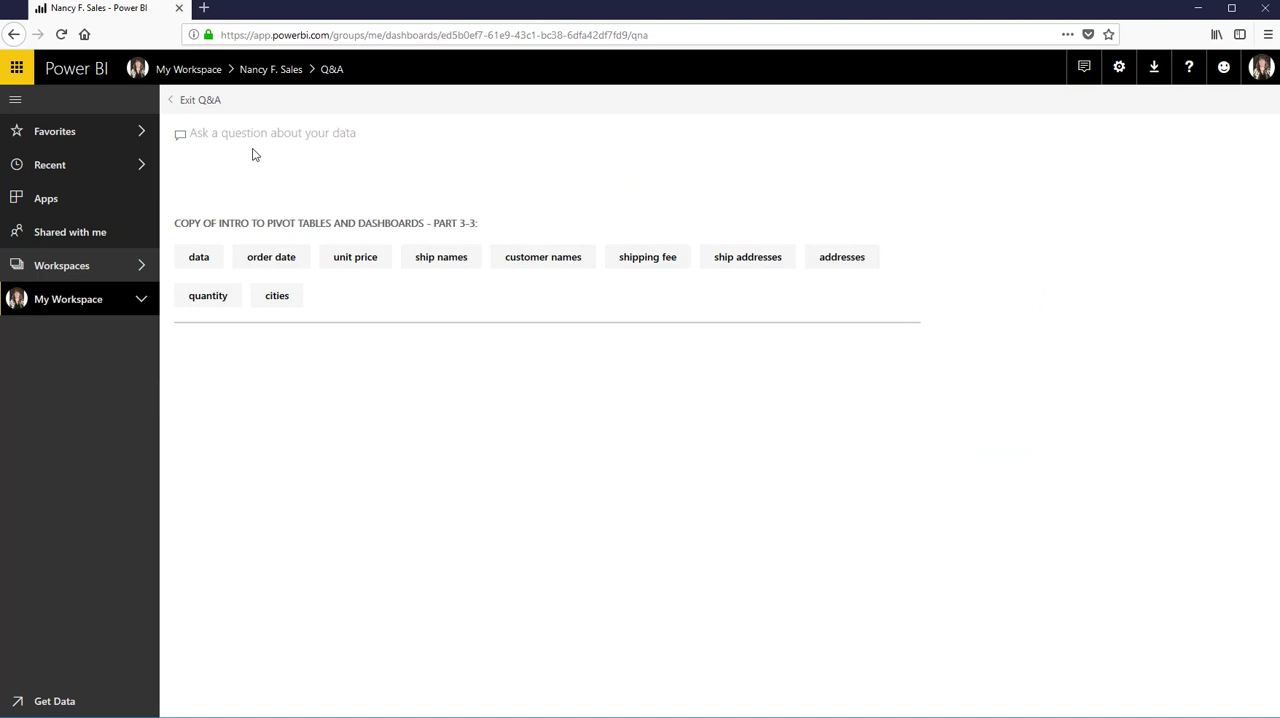 Nancy F. Sales - Power BI
https://app.powerbi.com/groups/me/dashboards/ed5b0ef7-61e9-43c1-bc38-6dfa42df7fd9/qna
Power BI My Workspace > Nancy F. Sales > Q&A
Exit Q&A
Favorites
Ask a question about your data
Recent
Apps
Shared with me
Workspaces
My Workspace
COPY OF INTRO TO PIVOT TABLES AND DASHBOARDS - PART 3-3:
data order date unit price ship names customer names shipping fee ship addresses addresses
quantity cities
Get Data